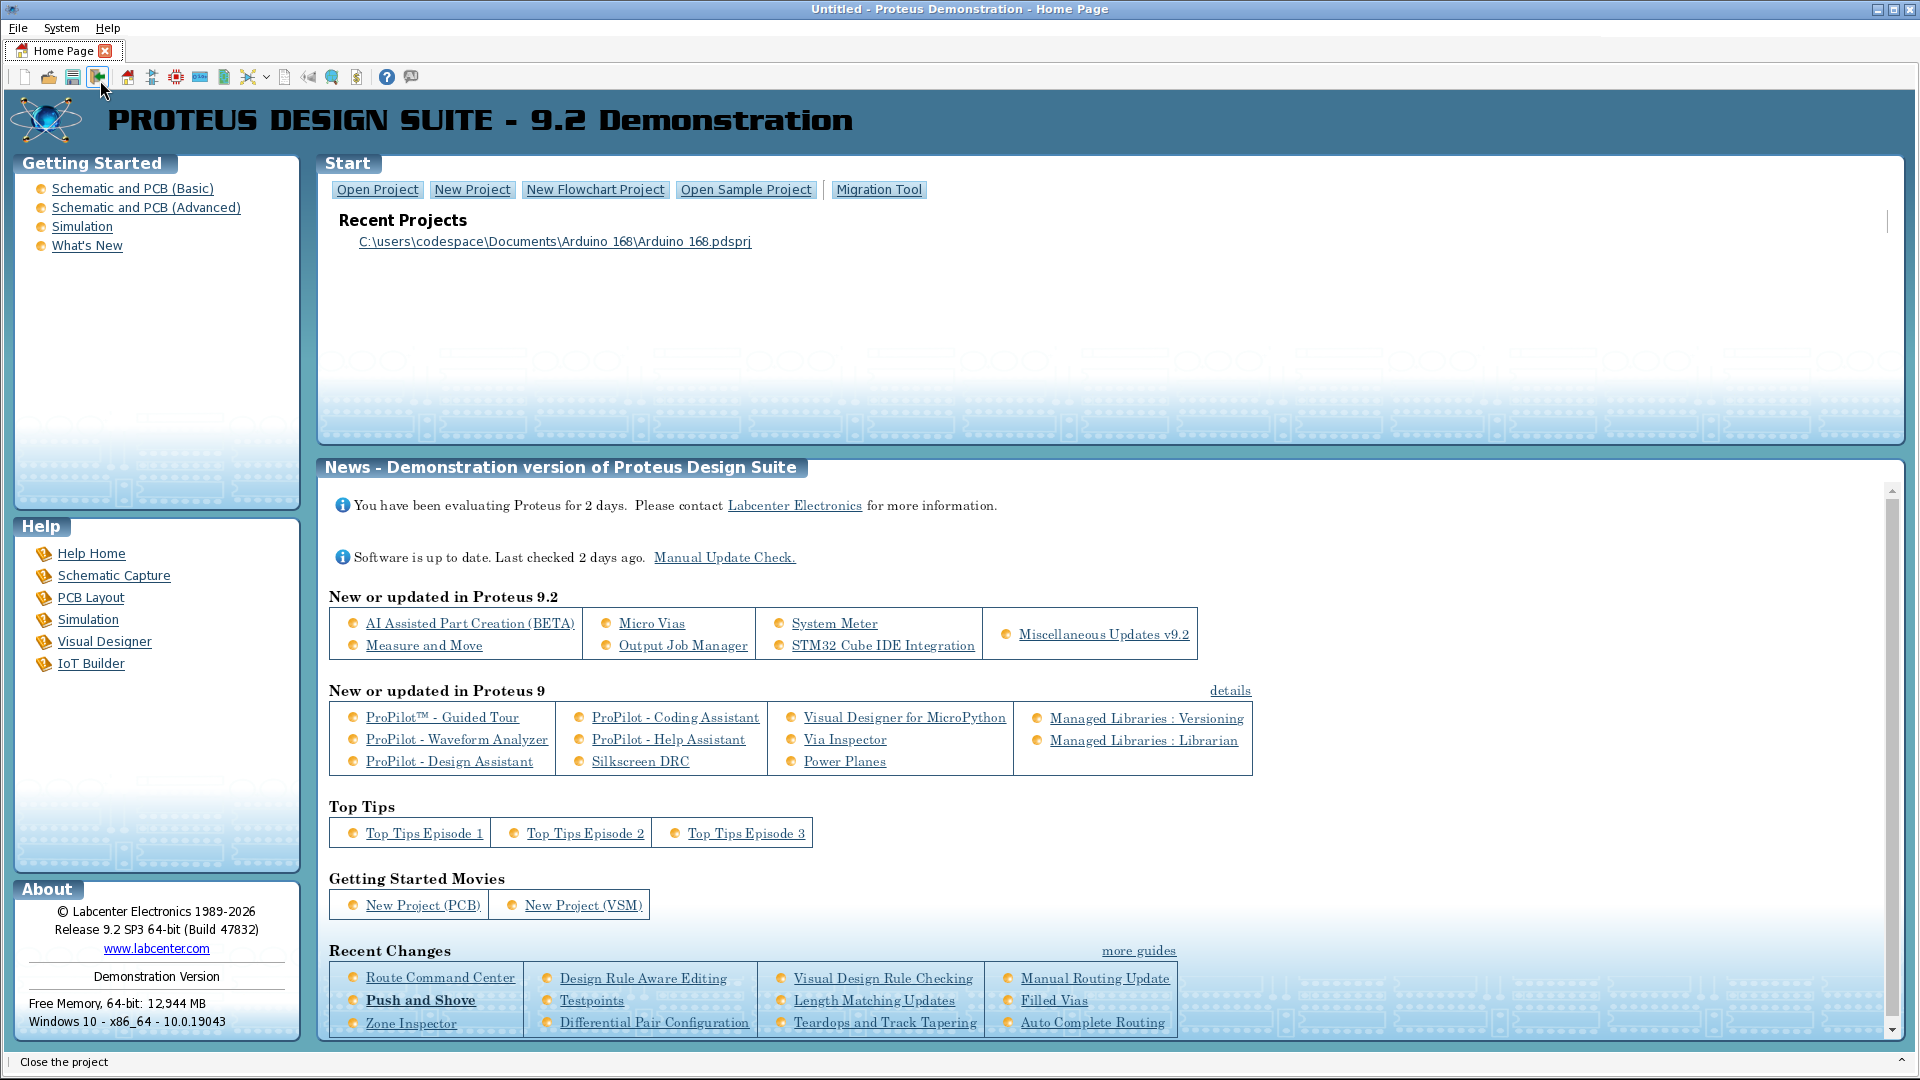 Untitled - Proteus Demonstration - Home Page
File System Help
Home Page
PROTEUS DESIGN SUITE - 9.2 Demonstration
Getting Started
Schematic and PCB (Basic)
Schematic and PCB (Advanced)
Simulation
What's New
Start
Open Project New Project New Flowchart Project Open Sample Project Migration Tool
Recent Projects
C:\users\codespace\Documents\Arduino 168\Arduino 168.pdsprj
Help
Help Home
Schematic Capture
PCB Layout
Simulation
Visual Designer
IoT Builder
About
© Labcenter Electronics 1989-2026
Release 9.2 SP3 64-bit (Build 47832)
www.labcenter.com
Demonstration Version
Free Memory, 64-bit: 12,944 MB
Windows 10 - x86_64 - 10.0.19043
News - Demonstration version of Proteus Design Suite
You have been evaluating Proteus for 2 days. Please contact Labcenter Electronics for more information.
Software is up to date. Last checked 2 days ago. Manual Update Check.
New or updated in Proteus 9.2
AI Assisted Part Creation (BETA) Micro Vias System Meter Miscellaneous Updates v9.2
Measure and Move Output Job Manager STM32 Cube IDE Integration
New or updated in Proteus 9 details
ProPilot™ - Guided Tour ProPilot - Coding Assistant Visual Designer for MicroPython Managed Libraries : Versioning
ProPilot - Waveform Analyzer ProPilot - Help Assistant Via Inspector Managed Libraries : Librarian
ProPilot - Design Assistant Silkscreen DRC Power Planes
Top Tips
Top Tips Episode 1 Top Tips Episode 2 Top Tips Episode 3
Getting Started Movies
New Project (PCB) New Project (VSM)
Recent Changes more guides
Route Command Center Design Rule Aware Editing Visual Design Rule Checking Manual Routing Update
Push and Shove Testpoints Length Matching Updates Filled Vias
Zone Inspector Differential Pair Configuration Teardops and Track Tapering Auto Complete Routing
Close the project